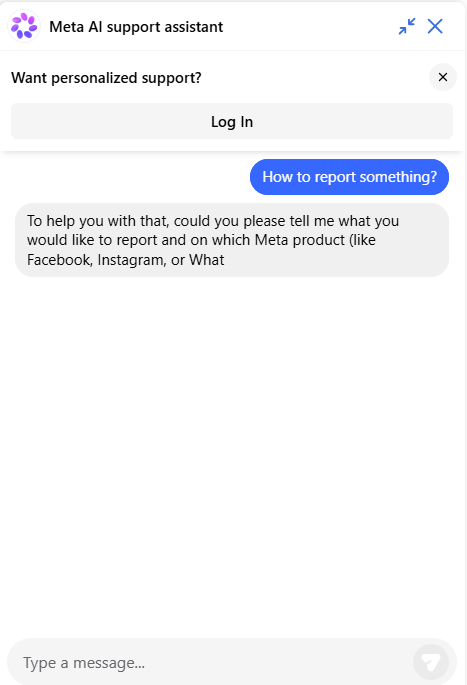 Meta AI support assistant
Want personalized support?
Log In
How to report something?
To help you with that, could you please tell me what you
would like to report and on which Meta product (like
Facebook, Instagram, or What
Type a message...